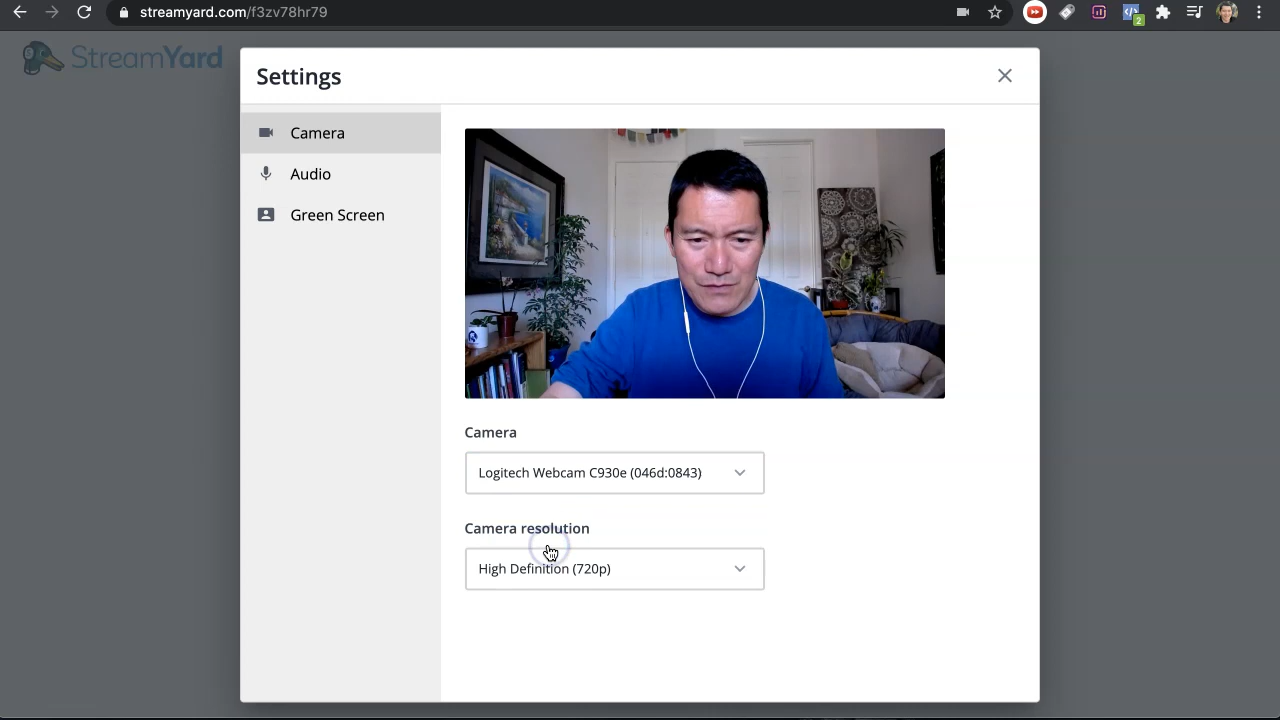 streamyard.com/f3zv78hr79
2
StreamYard
Settings
Camera
Audio
Green Screen
Camera
Logitech Webcam C930e (046d:0843)
Camera resolution
High Definition (720p)